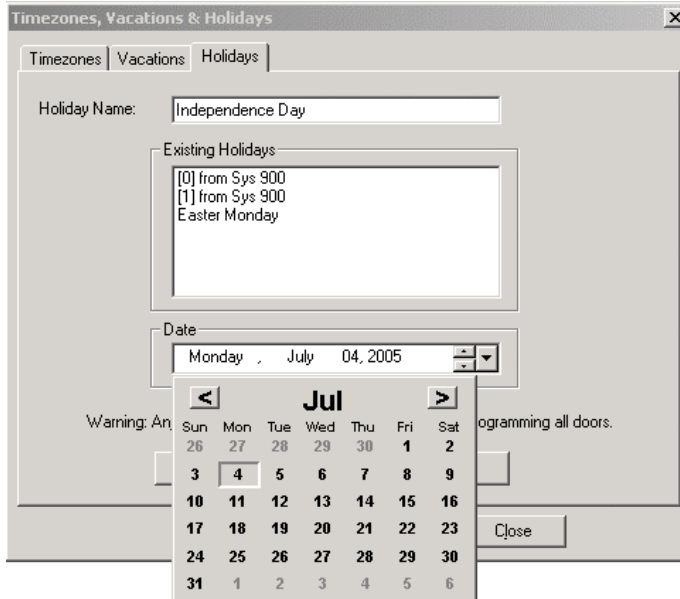 Timezones, Vacations & Holidays
Timezones Vacations Holidays
Holiday Name: Independence Day
Existing Holidays
[0] from Sys 900
[1] from Sys 900
Easter Monday
Date
Monday , July 04, 2005
< Jul >
Warning: ogramming all doors.
Sun Mon Tue Wed Thu Fri Sat
26 27 28 29 30 1 2
3 4 5 6 7 8 9
10 11 12 13 14 15 16
17 18 19 20 21 22 23
Close
24 25 26 27 28 29 30
31 1 2 3 4 5 6